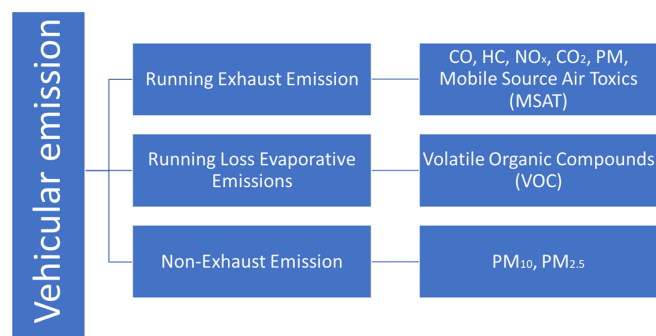 Vehicular emission
Running Exhaust Emission
CO, HC, NOₓ, CO₂, PM,
Mobile Source Air Toxics
(MSAT)
Running Loss Evaporative
Emissions
Volatile Organic Compounds
(VOC)
Non-Exhaust Emission
PM₁₀, PM₂.₅